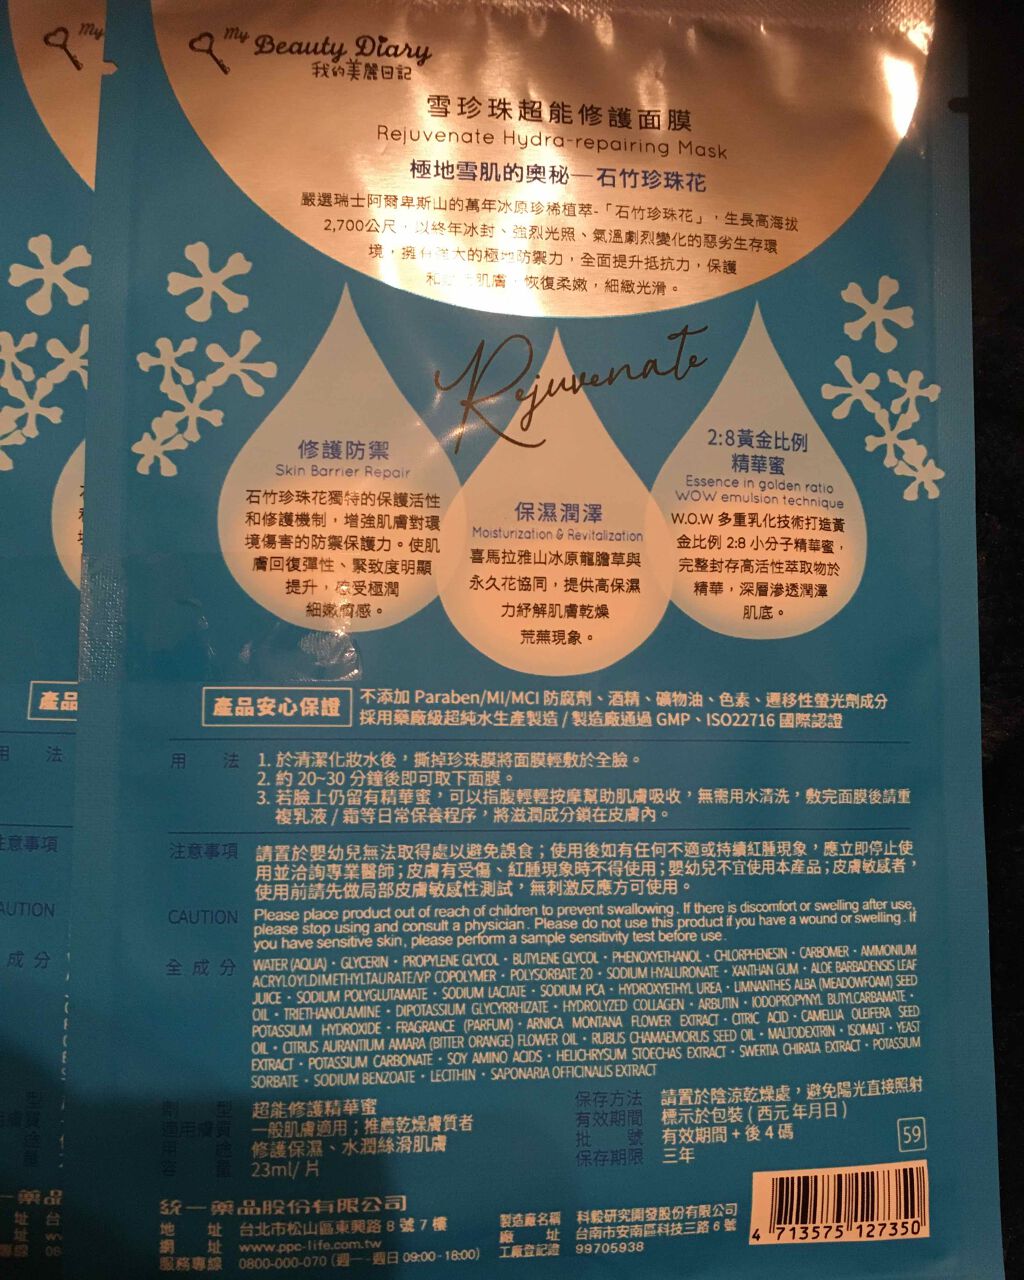 my Beauty Diary
我的美麗日記
雪珍珠超能修護面膜
Rejuvenate Hydra-repairing Mask
極地雪肌的奧秘—石竹珍珠花
嚴選瑞士阿爾卑斯山的萬年冰原珍稀植萃-「石竹珍珠花」，生長高海拔
2,700公尺，以終年冰封、強烈光照、氣溫劇烈變化的惡劣生存環
境，擁有強大的極地防禦力，全面提升抵抗力，保護
肌膚，恢復柔嫩，細緻光滑。
Rejuvenate
修護防禦
Skin Barrier Repair
石竹珍珠花獨特的保護活性
和修護機制，增強肌膚對環
境傷害的防禦保護力。使肌
膚回復彈性、緊致度明顯
提升，感受極潤
細嫩質感。
保濕潤澤
Moisturization & Revitalization
喜馬拉雅山冰原龍膽草與
永久花協同，提供高保濕
力紓解肌膚乾燥
荒蕪現象。
2:8黃金比例
精華蜜
Essence in golden ratio
WOW emulsion technique
W.O.W 多重乳化技術打造黃
金比例 2:8 小分子精華蜜，
完整封存高活性萃取物於
精華，深層滲透潤澤
肌底。
產品安心保證
不添加 Paraben/MI/MCI 防腐劑、酒精、礦物油、色素、遷移性螢光劑成分
採用藥廠級超純水生產製造 / 製造廠通過 GMP、ISO22716 國際認證
用 法
1. 於清潔化妝水後，撕掉珍珠膜將面膜輕敷於全臉。
2. 約 20~30 分鐘後即可取下面膜。
3. 若臉上仍留有精華蜜，可以指腹輕輕按摩幫助肌膚吸收，無需用水清洗，敷完面膜後請重
複乳液 / 霜等日常保養程序，將滋潤成分鎖在皮膚內。
注意事項
請置於嬰幼兒無法取得處以避免誤食；使用後如有任何不適或持續紅腫現象，應立即停止使
用並洽詢專業醫師；皮膚有受傷、紅腫現象時不得使用；嬰幼兒不宜使用本產品；皮膚敏感者，
使用前請先做局部皮膚敏感性測試，無刺激反應方可使用。
CAUTION
Please place product out of reach of children to prevent swallowing. If there is discomfort or swelling after use,
please stop using and consult a physician. Please do not use this product if you have a wound or swelling. If
you have sensitive skin, please perform a sample sensitivity test before use.
全 成 分
WATER (AQUA)・GLYCERIN・PROPYLENE GLYCOL・BUTYLENE GLYCOL・PHENOXYETHANOL・CHLORPHENESIN・CARBOMER・AMMONIUM
ACRYLOYLDIMETHYLTAURATE/VP COPOLYMER・POLYSORBATE 20・SODIUM HYALURONATE・XANTHAN GUM・ALOE BARBADENSIS LEAF
JUICE・SODIUM POLYGLUTAMATE・SODIUM LACTATE・SODIUM PCA・HYDROXYETHYL UREA・LIMNANTHES ALBA (MEADOWFOAM) SEED
OIL・TRIETHANOLAMINE・DIPOTASSIUM GLYCYRRHIZATE・HYDROLYZED COLLAGEN・ARBUTIN・IODOPROPYNYL BUTYLCARBAMATE・
POTASSIUM HYDROXIDE・FRAGRANCE (PARFUM)・ARNICA MONTANA FLOWER EXTRACT・CITRIC ACID・CAMELLIA OLEIFERA SEED
OIL・CITRUS AURANTIUM AMARA (BITTER ORANGE) FLOWER OIL・RUBUS CHAMAEMORUS SEED OIL・MALTODEXTRIN・ISOMALT・YEAST
EXTRACT・POTASSIUM CARBONATE・SOY AMINO ACIDS・HELICHRYSUM STOECHAS EXTRACT・SWERTIA CHIRATA EXTRACT・POTASSIUM
SORBATE・SODIUM BENZOATE・LECITHIN・SAPONARIA OFFICINALIS EXTRACT
劑 型 超能修護精華蜜
適用膚質 一般肌膚適用；推薦乾燥膚質者
用 途 修護保濕、水潤絲滑肌膚
容 量 23ml/ 片
保存方法 請置於陰涼乾燥處，避免陽光直接照射
有效期間 標示於包裝 ( 西元 年月日 )
批 號 有效期間 + 後 4 碼
保存期限 三年
59
統一藥品股份有限公司
地 址 台北市松山區東興路 8 號 7 樓
網 址 www.ppc-life.com.tw
服務專線 0800-000-070 (週一~週日 09:00-18:00)
製造廠名稱 科毅研究開發股份有限公司
廠 址 台南市安南區科技三路 6 號
工廠登記證 99705938
4 713575 127350